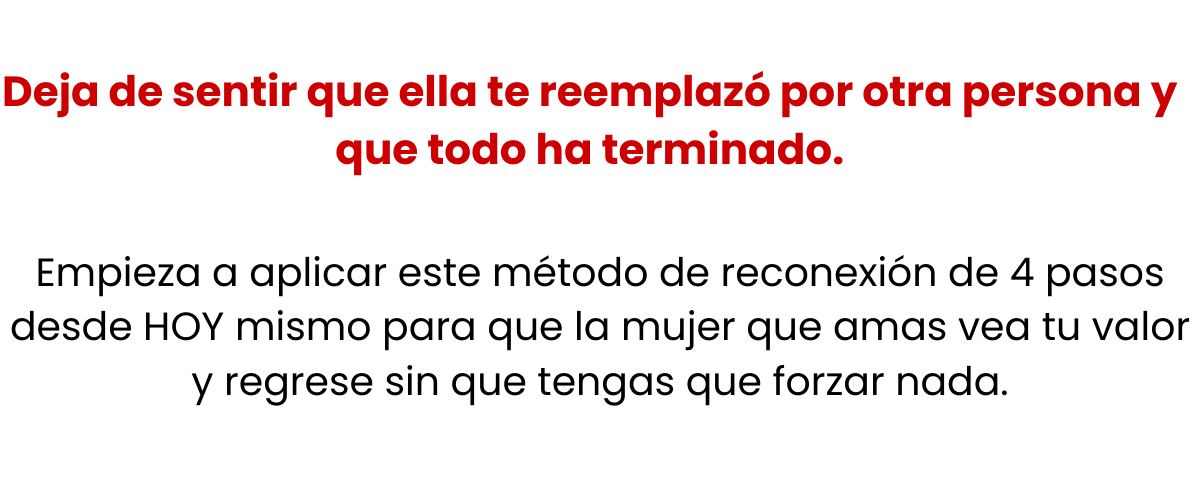 Deja de sentir que ella te reemplazó por otra persona y
que todo ha terminado.
Empieza a aplicar este método de reconexión de 4 pasos
desde HOY mismo para que la mujer que amas vea tu valor
y regrese sin que tengas que forzar nada.